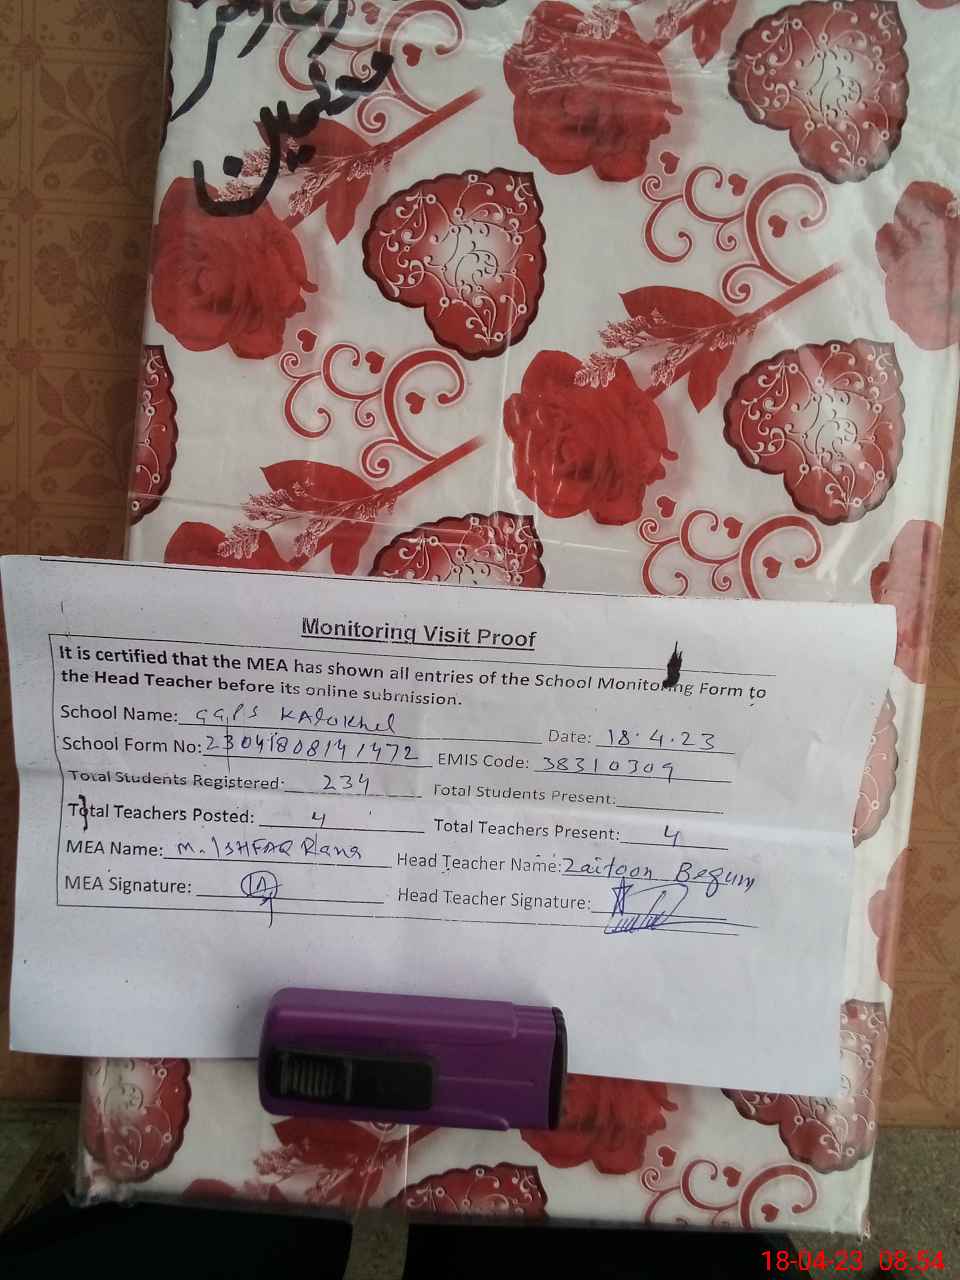 معلمین
Monitoring Visit Proof
It is certified that the MEA has shown all entries of the School Monitoring Form to
the Head Teacher before its online submission.
School Name: GGPS KALOKhel Date: 18.4.23
School Form No: 23041808141472 EMIS Code: 38310309
Total Students Registered: 234 Total Students Present:
Total Teachers Posted: 4 Total Teachers Present: 4
MEA Name: M. ISHFAQ Rana Head Teacher Name: Zaitoon Begum
MEA Signature: Head Teacher Signature:
18-04-23 08:54